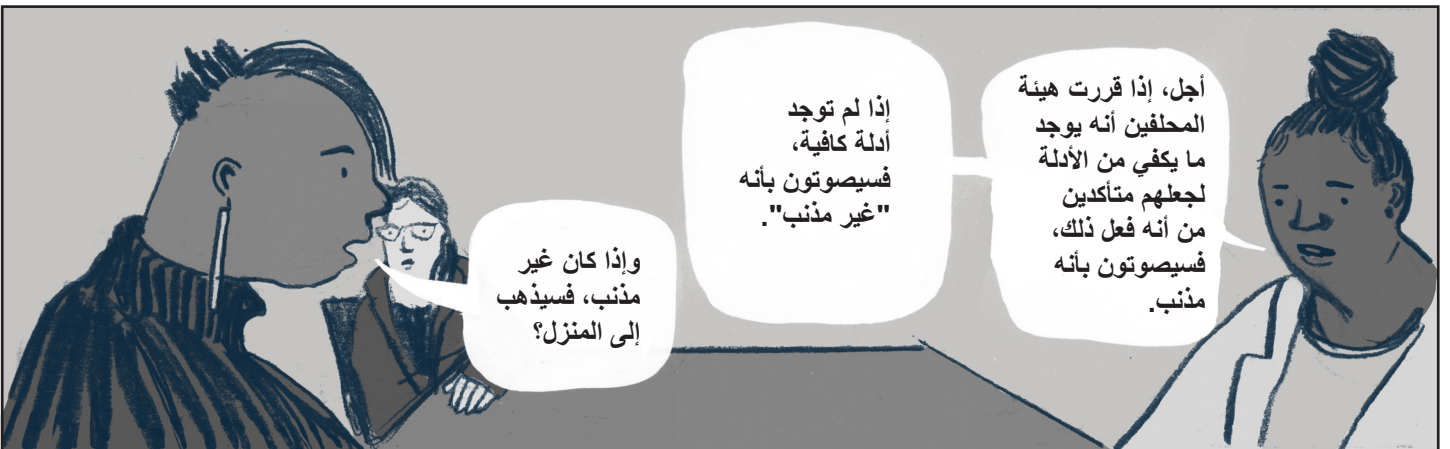 أجل، إذا قررت هيئة
المحلفين أنه يوجد
ما يكفي من الأدلة
لجعلهم متأكدين
من أنه فعل ذلك،
فسيصوتون بأنه
مذنب.
إذا لم توجد
أدلة كافية،
فسيصوتون بأنه
"غير مذنب".
وإذا كان غير
مذنب، فسيذهب
إلى المنزل؟